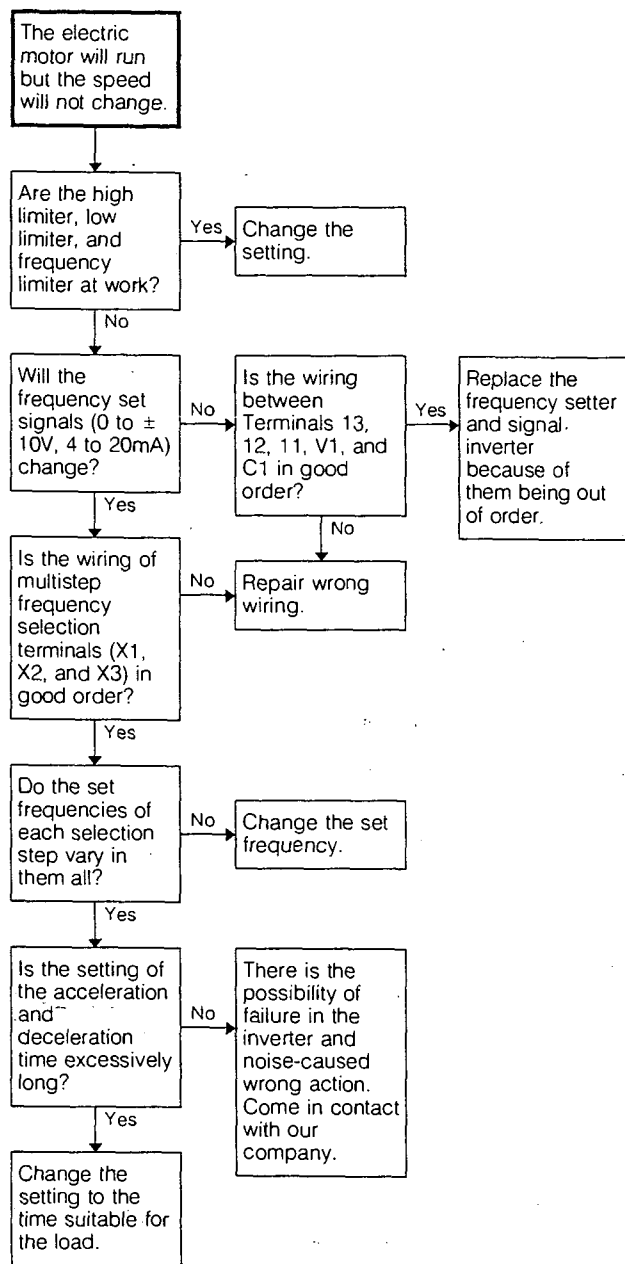 The electric
motor will run
but the speed
will not change.
Are the high
limiter, low
limiter, and
frequency
limiter at work?
Yes
Change the
setting.
No
Will the
frequency set
signals (0 to ±
10V, 4 to 20mA)
change?
No
Is the wiring
between
Terminals 13,
12, 11, V1, and
C1 in good
order?
Yes
Replace the
frequency setter
and signal
inverter
because of
them being out
of order.
Yes
No
Is the wiring of
multistep
frequency
selection
terminals (X1,
X2, and X3) in
good order?
No
Repair wrong
wiring.
Yes
Do the set
frequencies of
each selection
step vary in
them all?
No
Change the set
frequency.
Yes
Is the setting of
the acceleration
and
deceleration
time excessively
long?
No
There is the
possibility of
failure in the
inverter and
noise-caused
wrong action.
Come in contact
with our
company.
Yes
Change the
setting to the
time suitable for
the load.